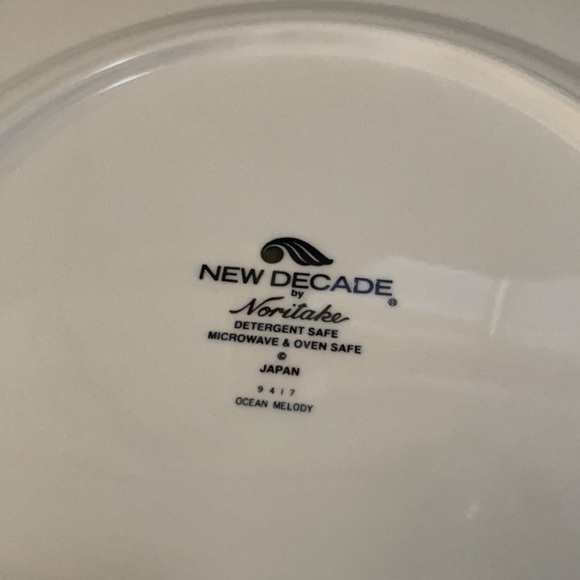 NEW DECADE®
by
Noritake
DETERGENT SAFE
MICROWAVE & OVEN SAFE
©
JAPAN
9417
OCEAN MELODY